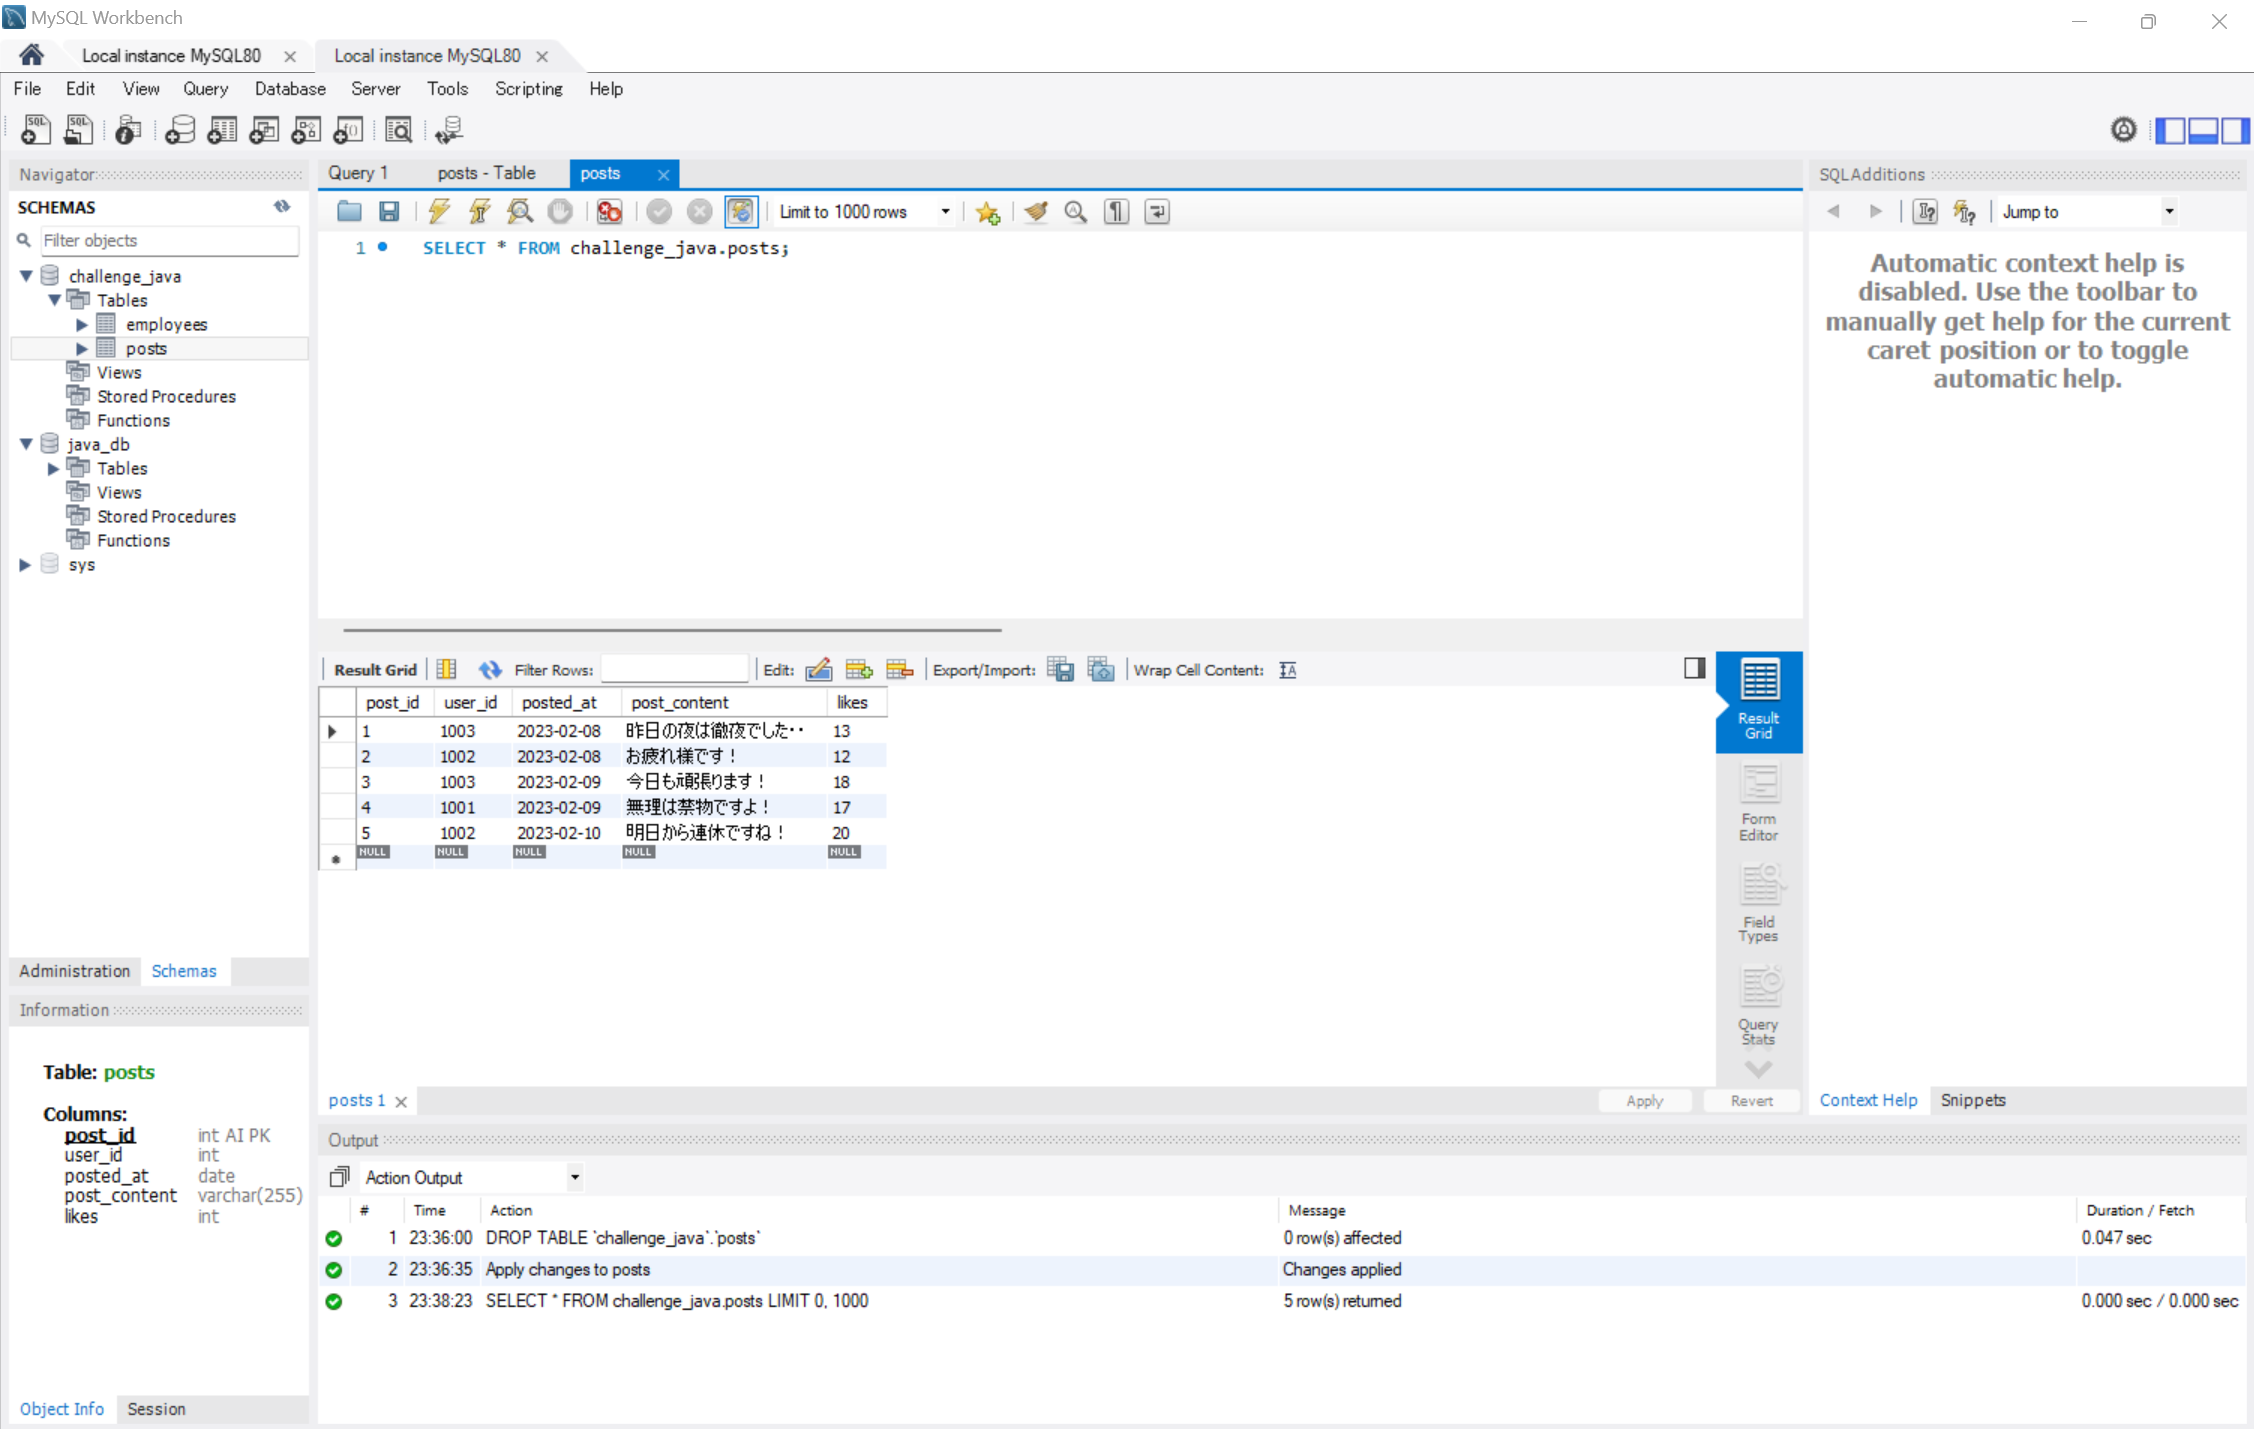 MySQL Workbench
Local instance MySQL80
Local instance MySQL80
File Edit View Query Database Server Tools Scripting Help
Navigator
SCHEMAS
Filter objects
challenge_java
Tables
employees
posts
Views
Stored Procedures
Functions
java_db
Tables
Views
Stored Procedures
Functions
sys
Administration Schemas
Information
Table: posts
Columns:
post_id int AI PK
user_id int
posted_at date
post_content varchar(255)
likes int
Object Info Session
Query 1 posts - Table posts
Limit to 1000 rows
1 SELECT * FROM challenge_java.posts;
Result Grid Filter Rows: Edit: Export/Import: Wrap Cell Content:
post_id user_id posted_at post_content likes
1 1003 2023-02-08 昨日の夜は徹夜でした・・ 13
2 1002 2023-02-08 お疲れ様です！ 12
3 1003 2023-02-09 今日も頑張ります！ 18
4 1001 2023-02-09 無理は禁物ですよ！ 17
5 1002 2023-02-10 明日から連休ですね！ 20
NULL NULL NULL NULL NULL
Result
Grid
Form
Editor
Field
Types
Query
Stats
posts 1
Apply Revert
Output
Action Output
# Time Action Message Duration / Fetch
1 23:36:00 DROP TABLE `challenge_java`.`posts` 0 row(s) affected 0.047 sec
2 23:36:35 Apply changes to posts Changes applied
3 23:38:23 SELECT * FROM challenge_java.posts LIMIT 0, 1000 5 row(s) returned 0.000 sec / 0.000 sec
SQLAdditions
Jump to
Automatic context help is
disabled. Use the toolbar to
manually get help for the current
caret position or to toggle
automatic help.
Context Help Snippets